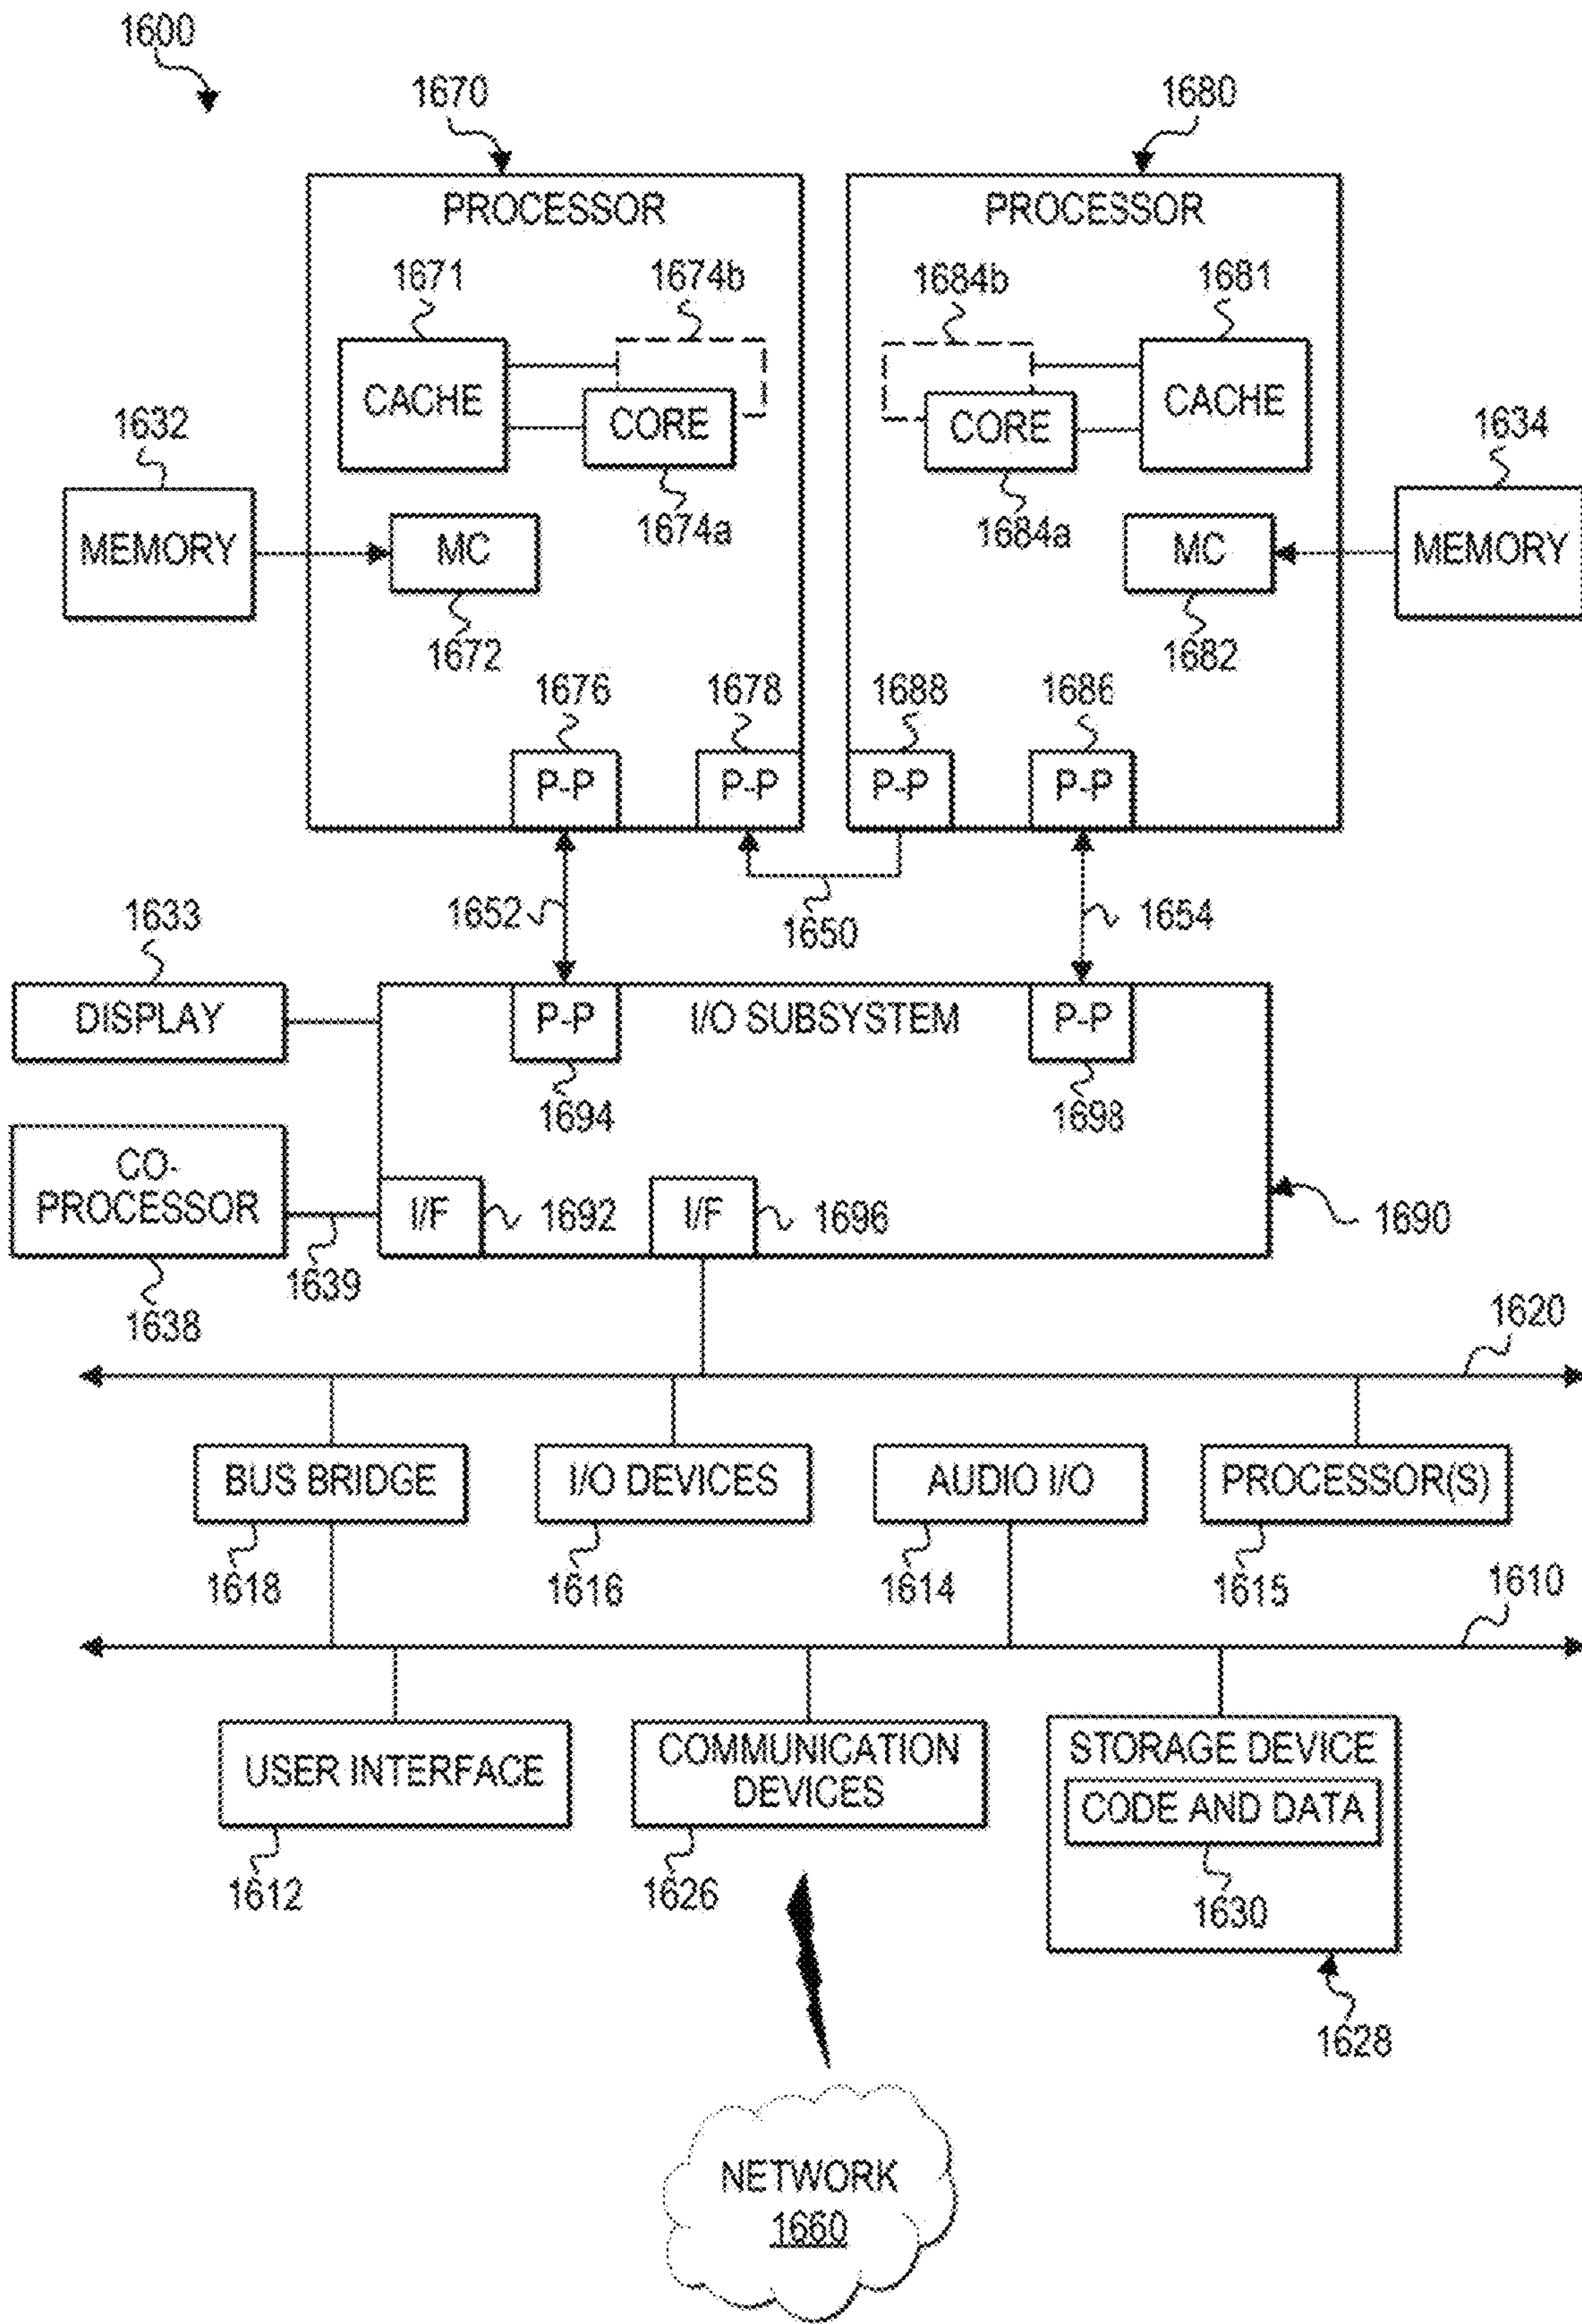 1600
1670
1680
PROCESSOR
PROCESSOR
1671
1674b
1684b
1681
CACHE
CORE
CORE
CACHE
1632
1634
1674a
1684a
MEMORY
MC
MC
MEMORY
1672
1682
1676
1678
1688
1686
P-P
P-P
P-P
P-P
1652
1650
1654
1633
DISPLAY
P-P
I/O SUBSYSTEM
P-P
1694
1698
CO-
PROCESSOR
I/F
1692
I/F
1696
1690
1639
1638
1620
BUS BRIDGE
I/O DEVICES
AUDIO I/O
PROCESSOR(S)
1618
1616
1614
1615
1610
USER INTERFACE
COMMUNICATION
DEVICES
STORAGE DEVICE
CODE AND DATA
1612
1626
1630
1628
NETWORK
1660